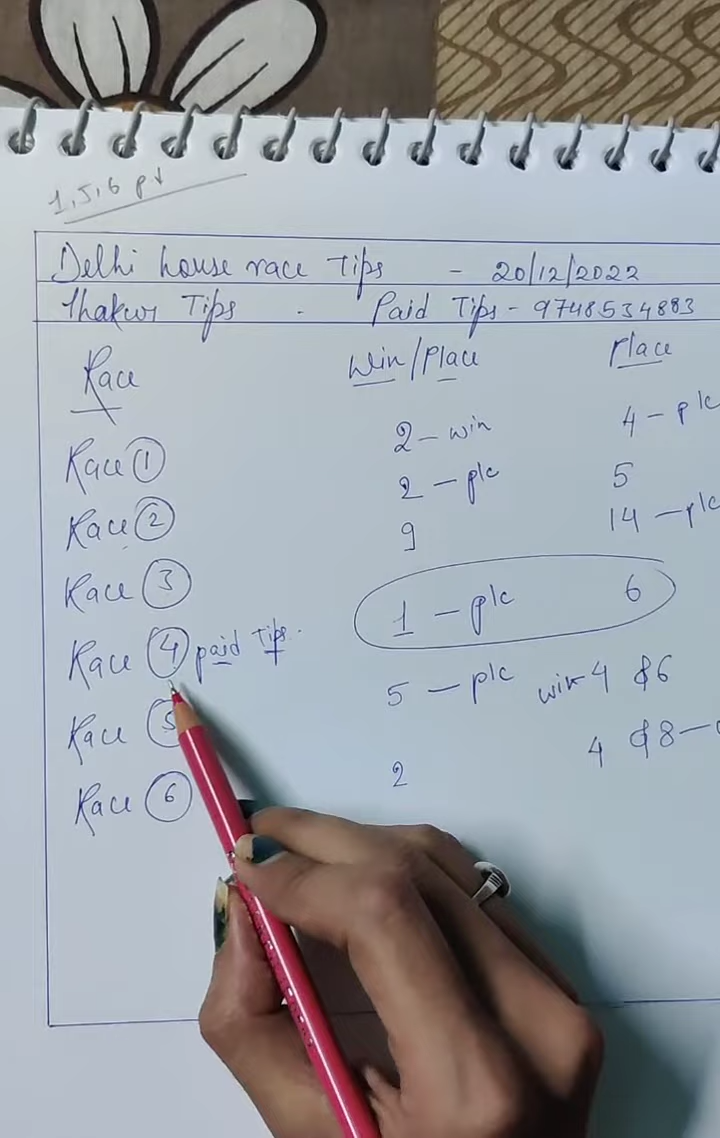 1,5,6 pt
Delhi house race Tips - 20/12/2022
Thakur Tips - Paid Tips - 9748534883
Race Win/Place Place
Race 1 2 - win 4 - plc
Race 2 2 - plc 5
Race 3 9 14 - plc
Race 4 paid Tips. 1 - plc 6
Race 5 5 - plc win 4 & 6
Race 6 2 4 & 8 -